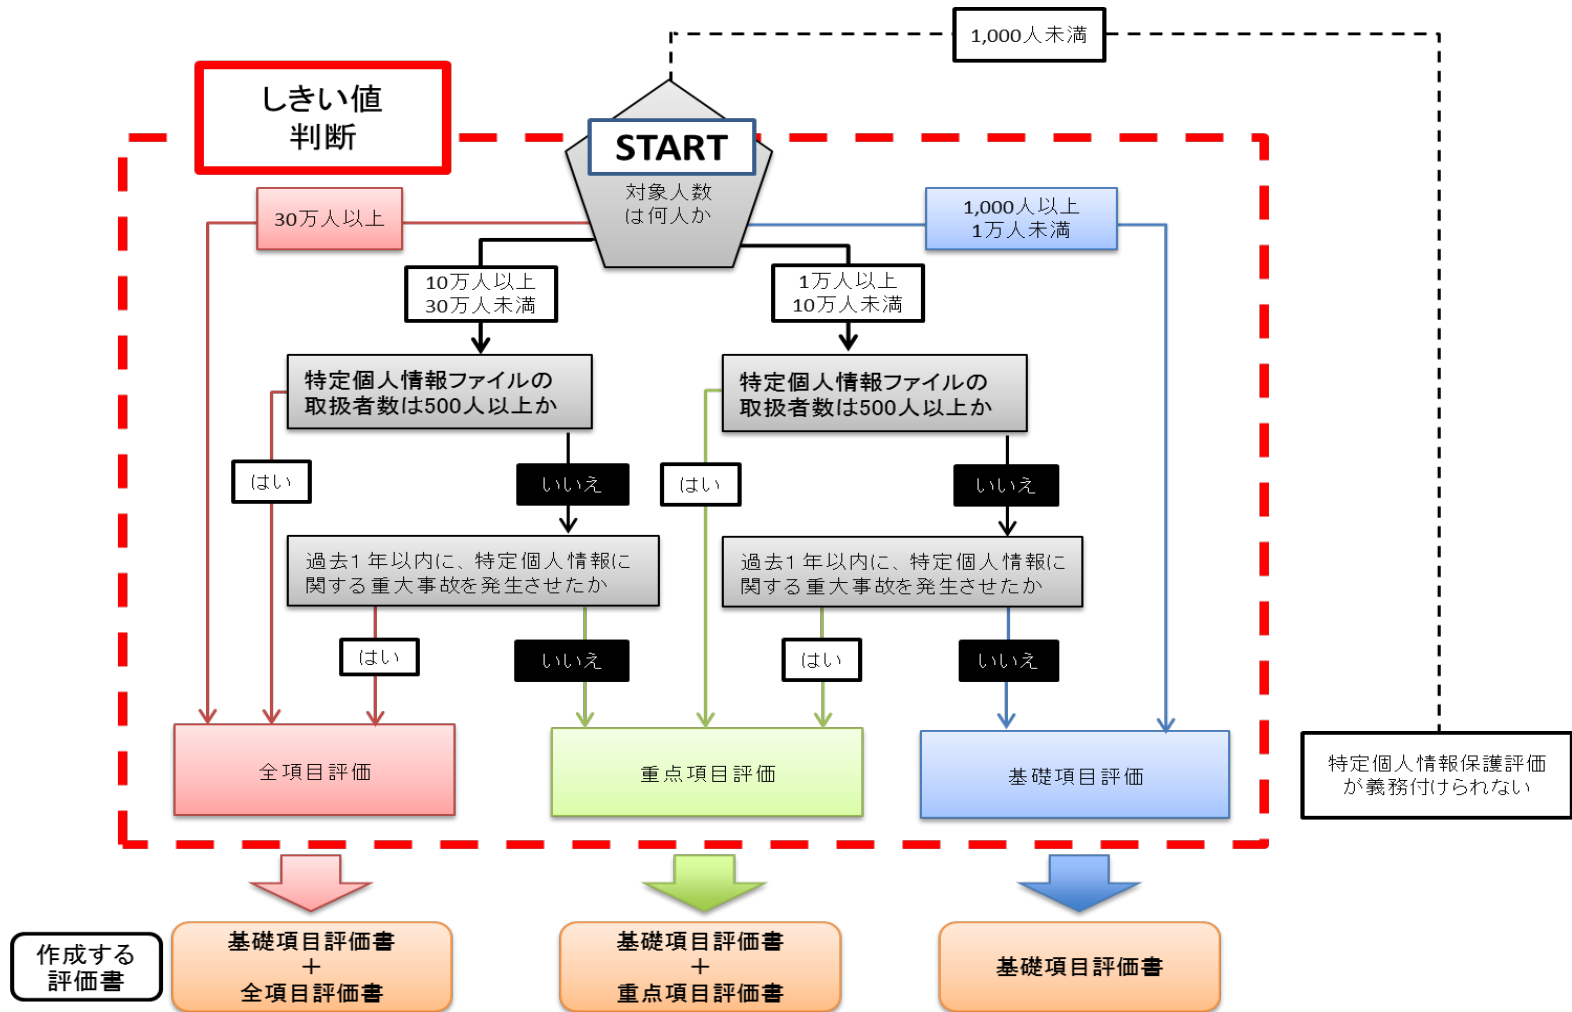 1,000人未満
しきい値
判断
START
対象人数
は何人か
30万人以上
1,000人以上
1万人未満
10万人以上
30万人未満
1万人以上
10万人未満
特定個人情報ファイルの
取扱者数は500人以上か
特定個人情報ファイルの
取扱者数は500人以上か
はい
いいえ
はい
いいえ
過去1年以内に、特定個人情報に
関する重大事故を発生させたか
過去1年以内に、特定個人情報に
関する重大事故を発生させたか
はい
いいえ
はい
いいえ
全項目評価
重点項目評価
基礎項目評価
特定個人情報保護評価
が義務付けられない
作成する
評価書
基礎項目評価書
＋
全項目評価書
基礎項目評価書
＋
重点項目評価書
基礎項目評価書